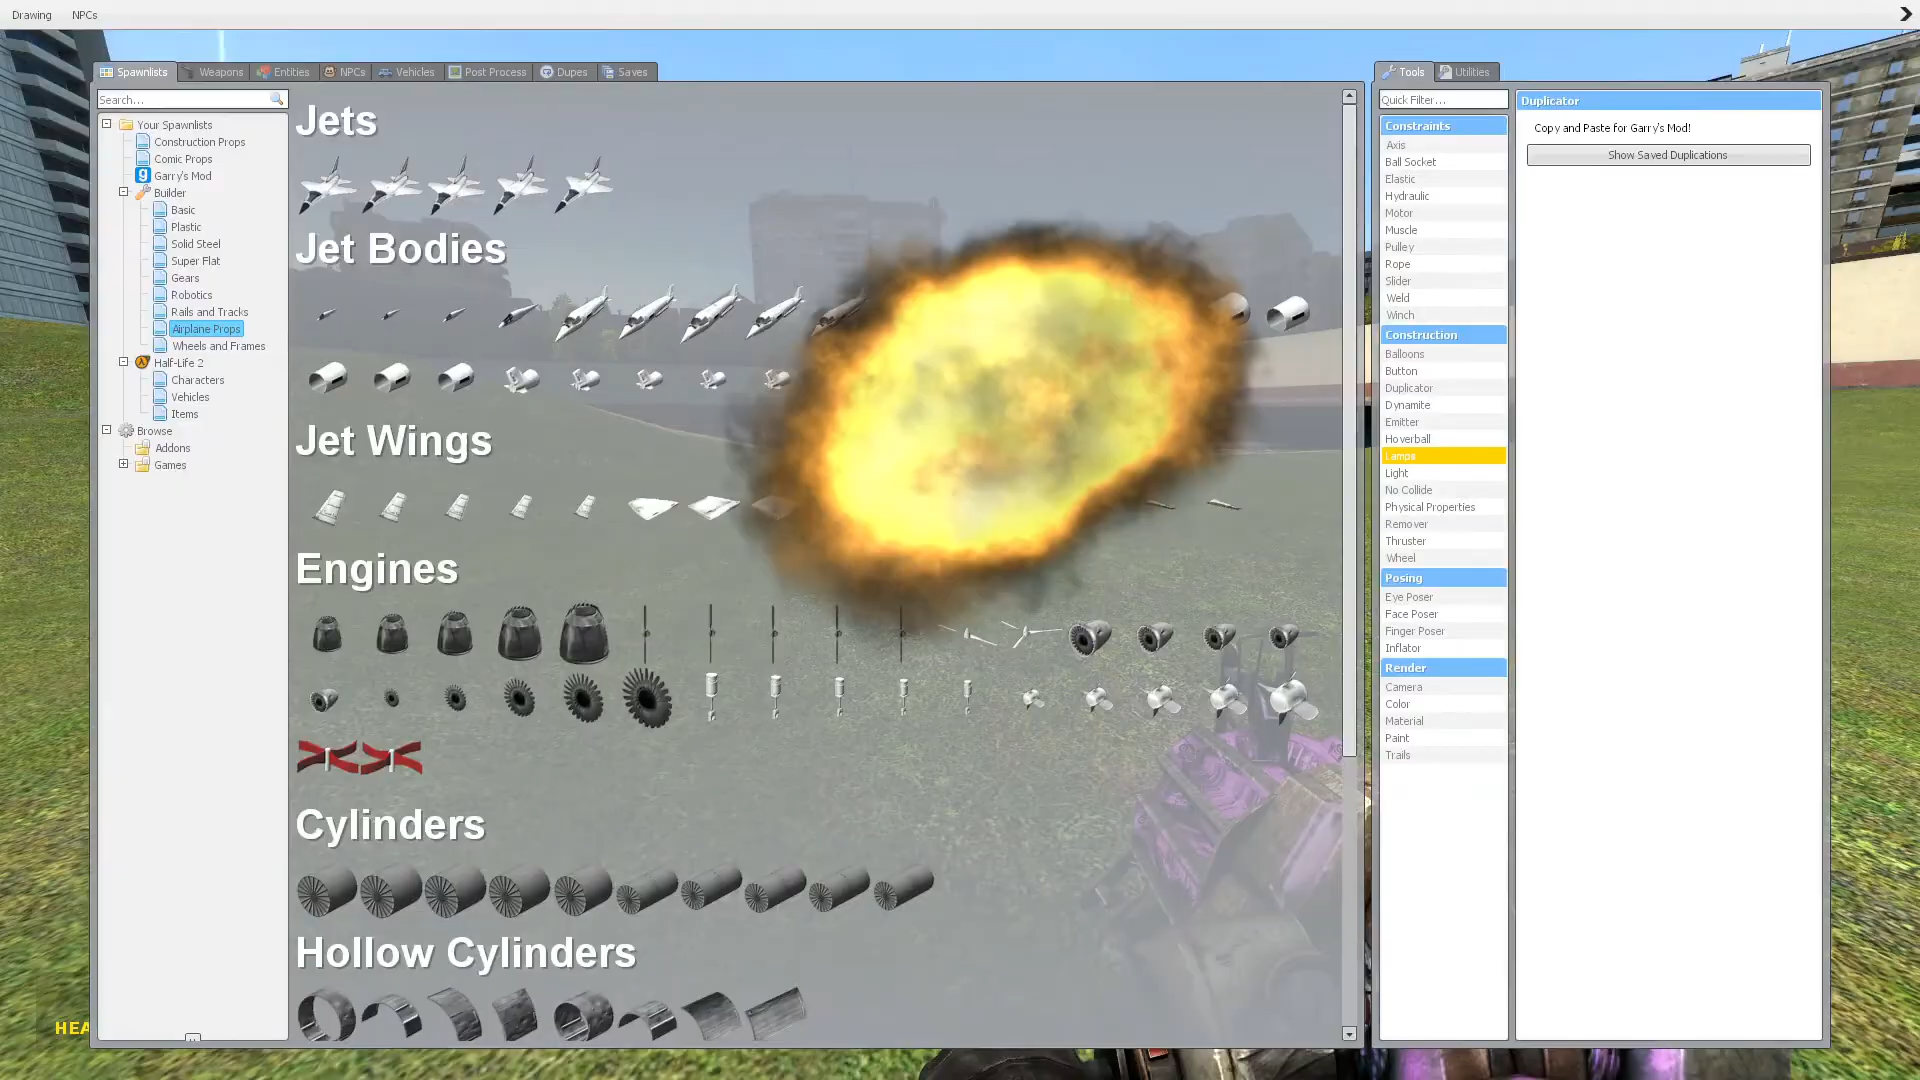 Drawing NPCs
Spawnlists Weapons Entities NPCs Vehicles Post Process Dupes Saves
Search...
Your Spawnlists
Construction Props
Comic Props
Garry's Mod
Builder
Basic
Plastic
Solid Steel
Super Flat
Gears
Robotics
Rails and Tracks
Airplane Props
Wheels and Frames
Half-Life 2
Characters
Vehicles
Items
Browse
Addons
Games
Jets
Jet Bodies
Jet Wings
Engines
Cylinders
Hollow Cylinders
HEA
Tools Utilities
Quick Filter...
Constraints
Axis
Ball Socket
Elastic
Hydraulic
Motor
Muscle
Pulley
Rope
Slider
Weld
Winch
Construction
Balloons
Button
Duplicator
Dynamite
Emitter
Hoverball
Lamps
Light
No Collide
Physical Properties
Remover
Thruster
Wheel
Posing
Eye Poser
Face Poser
Finger Poser
Inflator
Render
Camera
Color
Material
Paint
Trails
Duplicator
Copy and Paste for Garry's Mod!
Show Saved Duplications